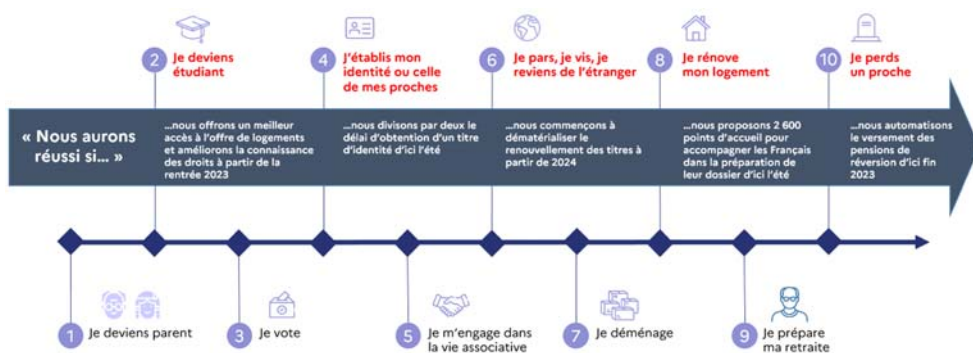 2
Je deviens
étudiant
4
J'établis mon
identité ou celle
de mes proches
6
Je pars, je vis, je
reviens de l'étranger
8
Je rénove
mon logement
10
Je perds
un proche
« Nous aurons
réussi si... »
...nous offrons un meilleur
accès à l'offre de logements
et améliorons la connaissance
des droits à partir de la
rentrée 2023
...nous divisons par deux le
délai d'obtention d'un titre
d'identité d'ici l'été
...nous commençons à
dématérialiser le
renouvellement des titres à
partir de 2024
...nous proposons 2 600
points d'accueil pour
accompagner les Français
dans la préparation de
leur dossier d'ici l'été
...nous automatisons
le versement des
pensions de
réversion d'ici fin
2023
1
Je deviens parent
3
Je vote
5
Je m'engage dans
la vie associative
7
Je déménage
9
Je prépare
ma retraite